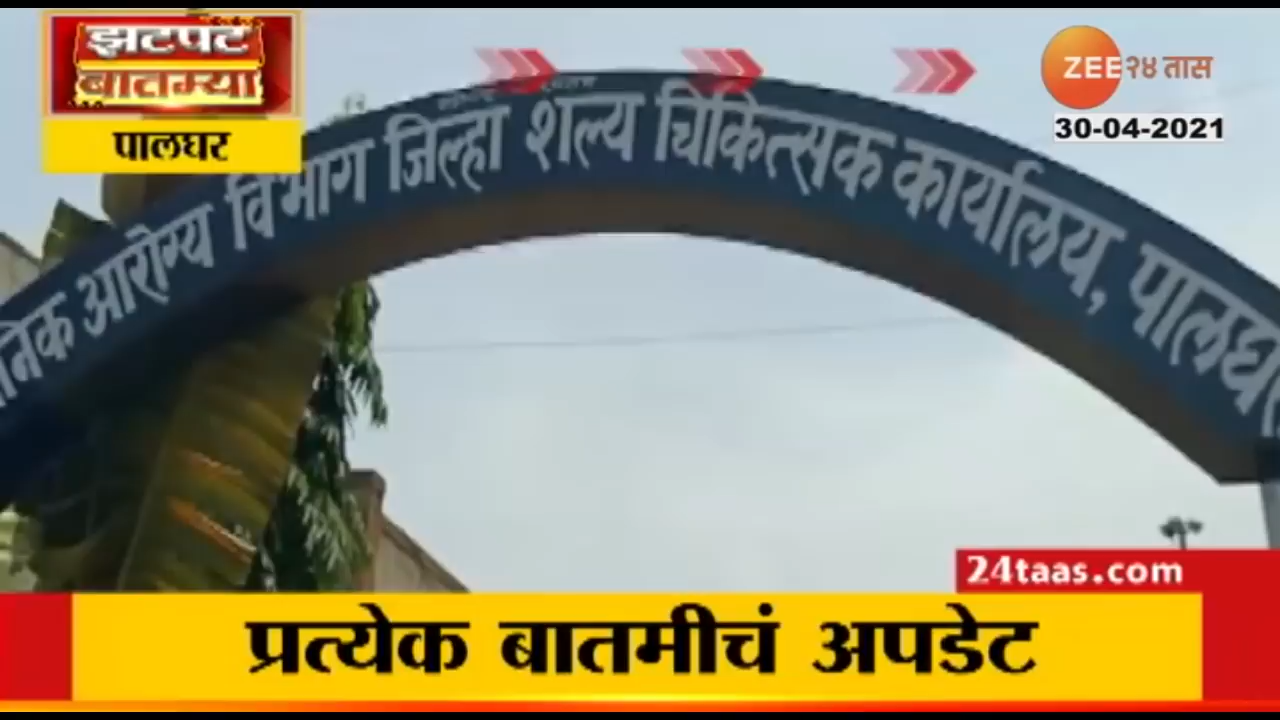 झटपट
बातम्या
पालघर
ZEE २४ तास
30-04-2021
आरोग्य विभाग जिल्हा शल्य चिकित्सक कार्यालय, पालघर
24taas.com
प्रत्येक बातमीचं अपडेट